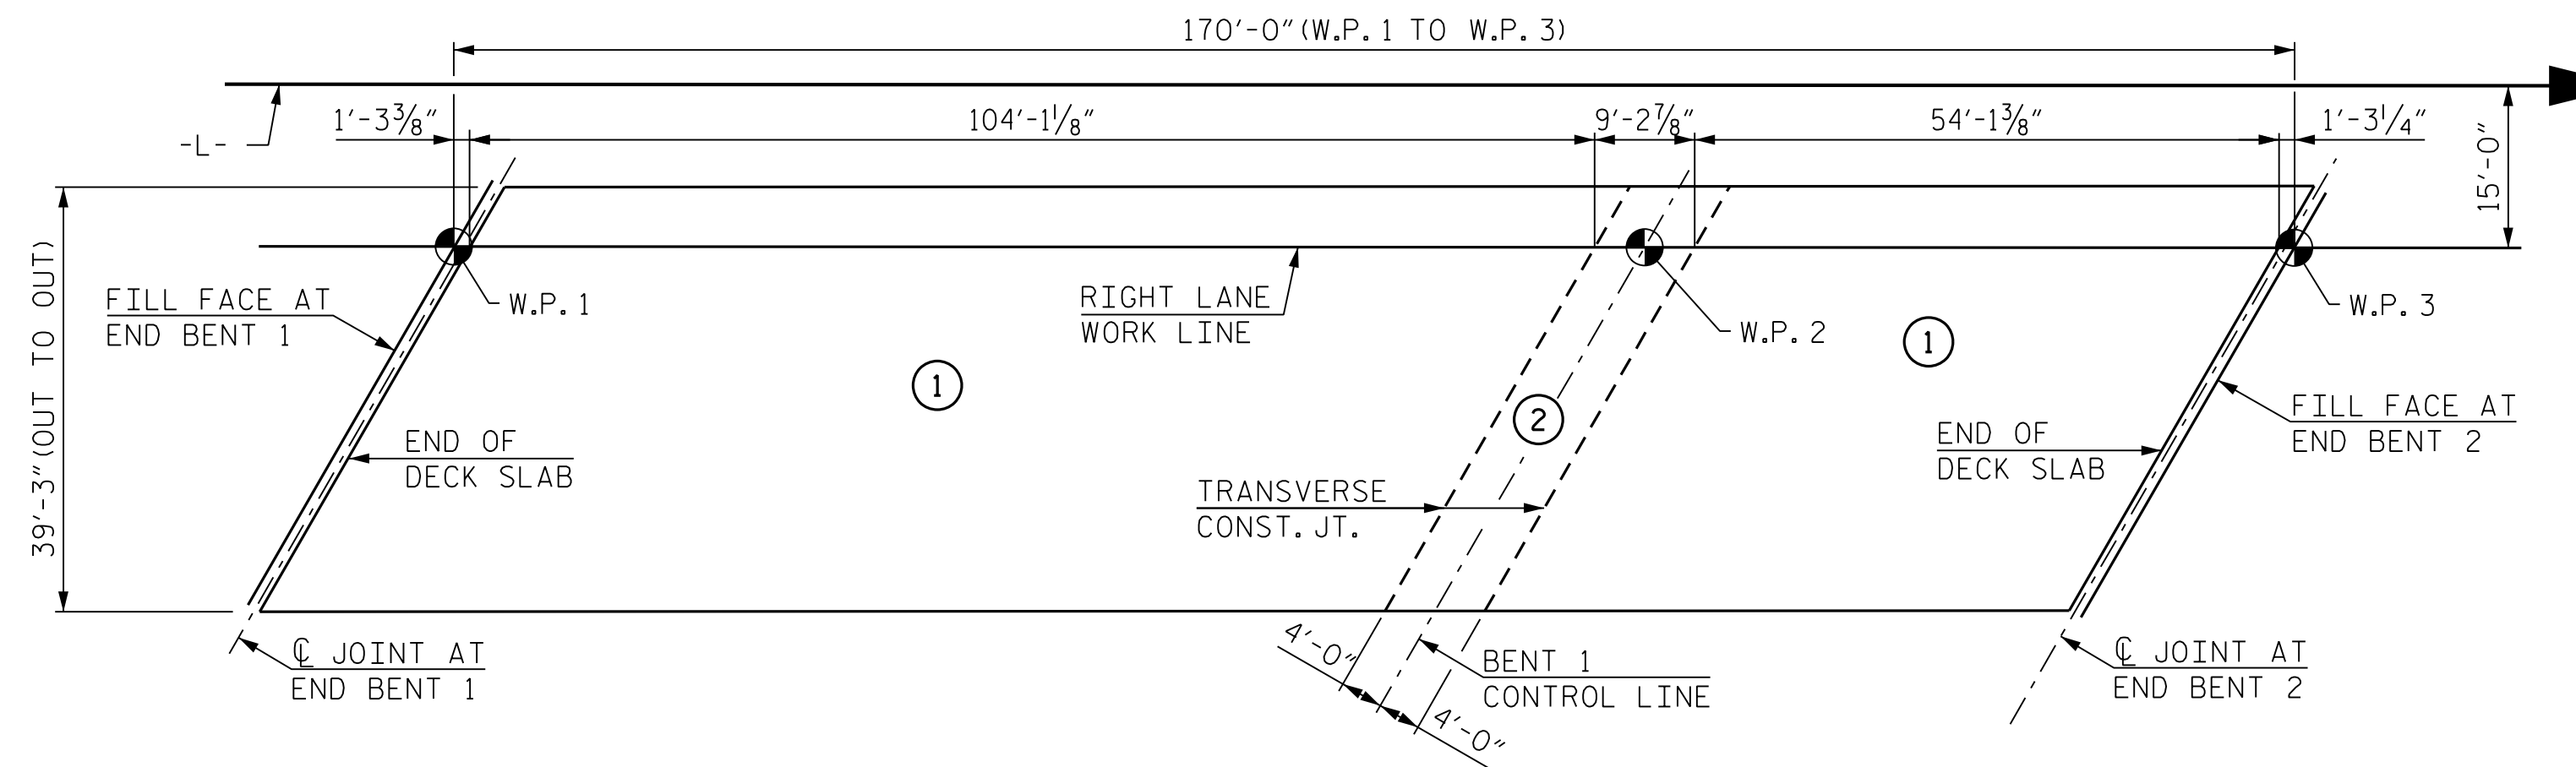 170'-0" (W.P. 1 TO W.P. 3)
1'-3⅜"
104'-1⅛"
9'-2⅞"
54'-1⅜"
1'-3¼"
-L-
15'-0"
39'-3" (OUT TO OUT)
FILL FACE AT
END BENT 1
W.P. 1
RIGHT LANE
WORK LINE
W.P. 2
W.P. 3
1
1
2
FILL FACE AT
END BENT 2
END OF
DECK SLAB
END OF
DECK SLAB
TRANSVERSE
CONST. JT.
℄ JOINT AT
END BENT 1
4'-0"
4'-0"
BENT 1
CONTROL LINE
℄ JOINT AT
END BENT 2